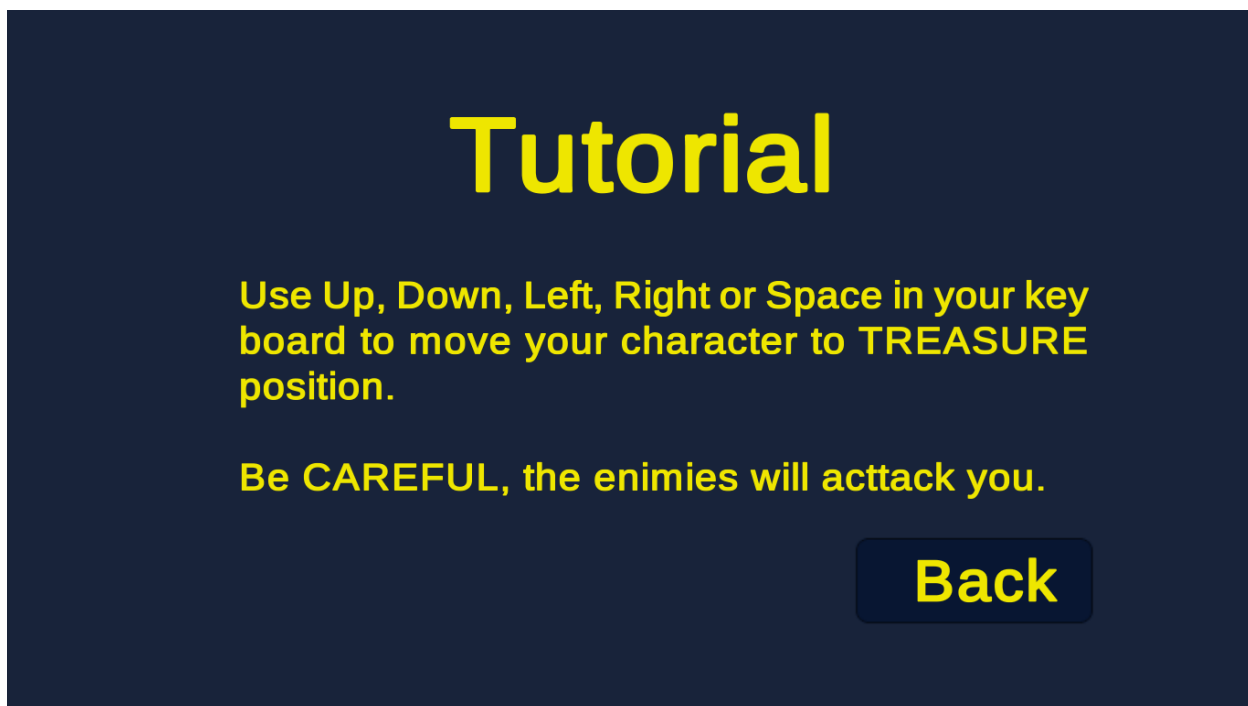 Tutorial
Use Up, Down, Left, Right or Space in your key
board to move your character to TREASURE
position.
Be CAREFUL, the enimies will acttack you.
Back